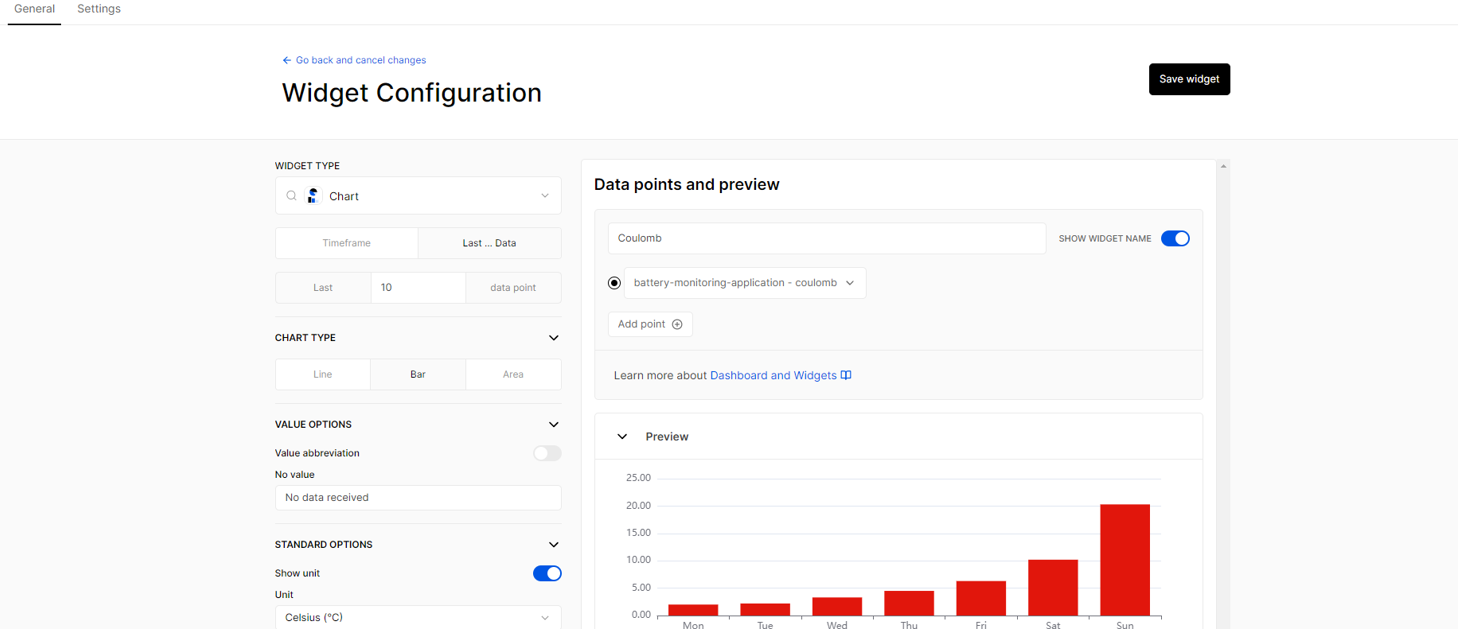 General Settings
Go back and cancel changes
Widget Configuration
Save widget
WIDGET TYPE
Chart
Timeframe Last ... Data
Last 10 data point
CHART TYPE
Line Bar Area
VALUE OPTIONS
Value abbreviation
No value
No data received
STANDARD OPTIONS
Show unit
Unit
Celsius (°C)
Data points and preview
Coulomb SHOW WIDGET NAME
battery-monitoring-application - coulomb
Add point
Learn more about Dashboard and Widgets
Preview
25.00
20.00
15.00
10.00
5.00
0.00
Mon Tue Wed Thu Fri Sat Sun